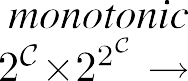 monotonic
2^𝒞 × 2^{2^𝒞} →